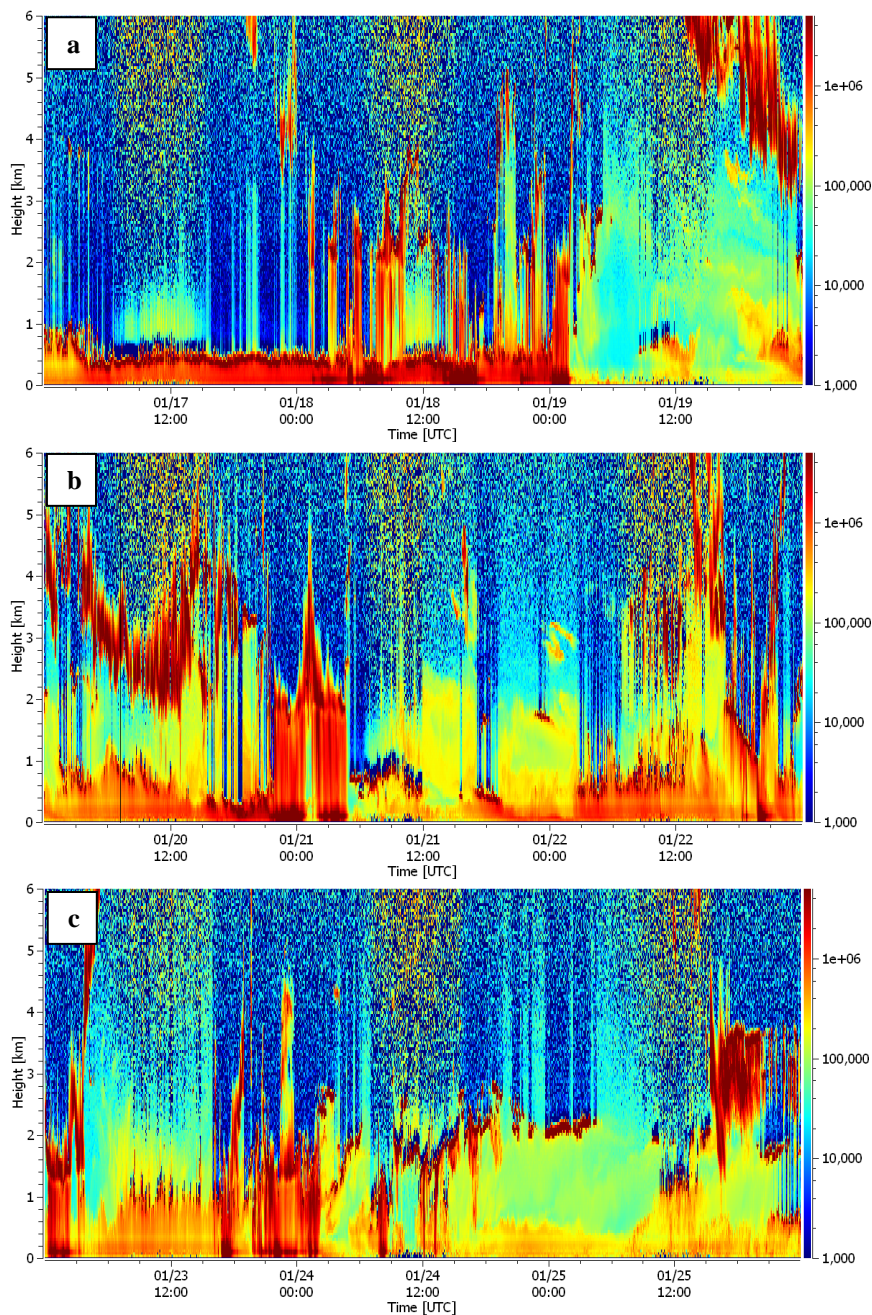 a
6
5
4
3
2
1
0
Height [km]
1e+06
100,000
10,000
1,000
01/17 01/18 01/18 01/19 01/19
12:00 00:00 12:00 00:00 12:00
Time [UTC]
b
6
5
4
3
2
1
0
Height [km]
1e+06
100,000
10,000
1,000
01/20 01/21 01/21 01/22 01/22
12:00 00:00 12:00 00:00 12:00
Time [UTC]
c
6
5
4
3
2
1
0
Height [km]
1e+06
100,000
10,000
1,000
01/23 01/24 01/24 01/25 01/25
12:00 00:00 12:00 00:00 12:00
Time [UTC]